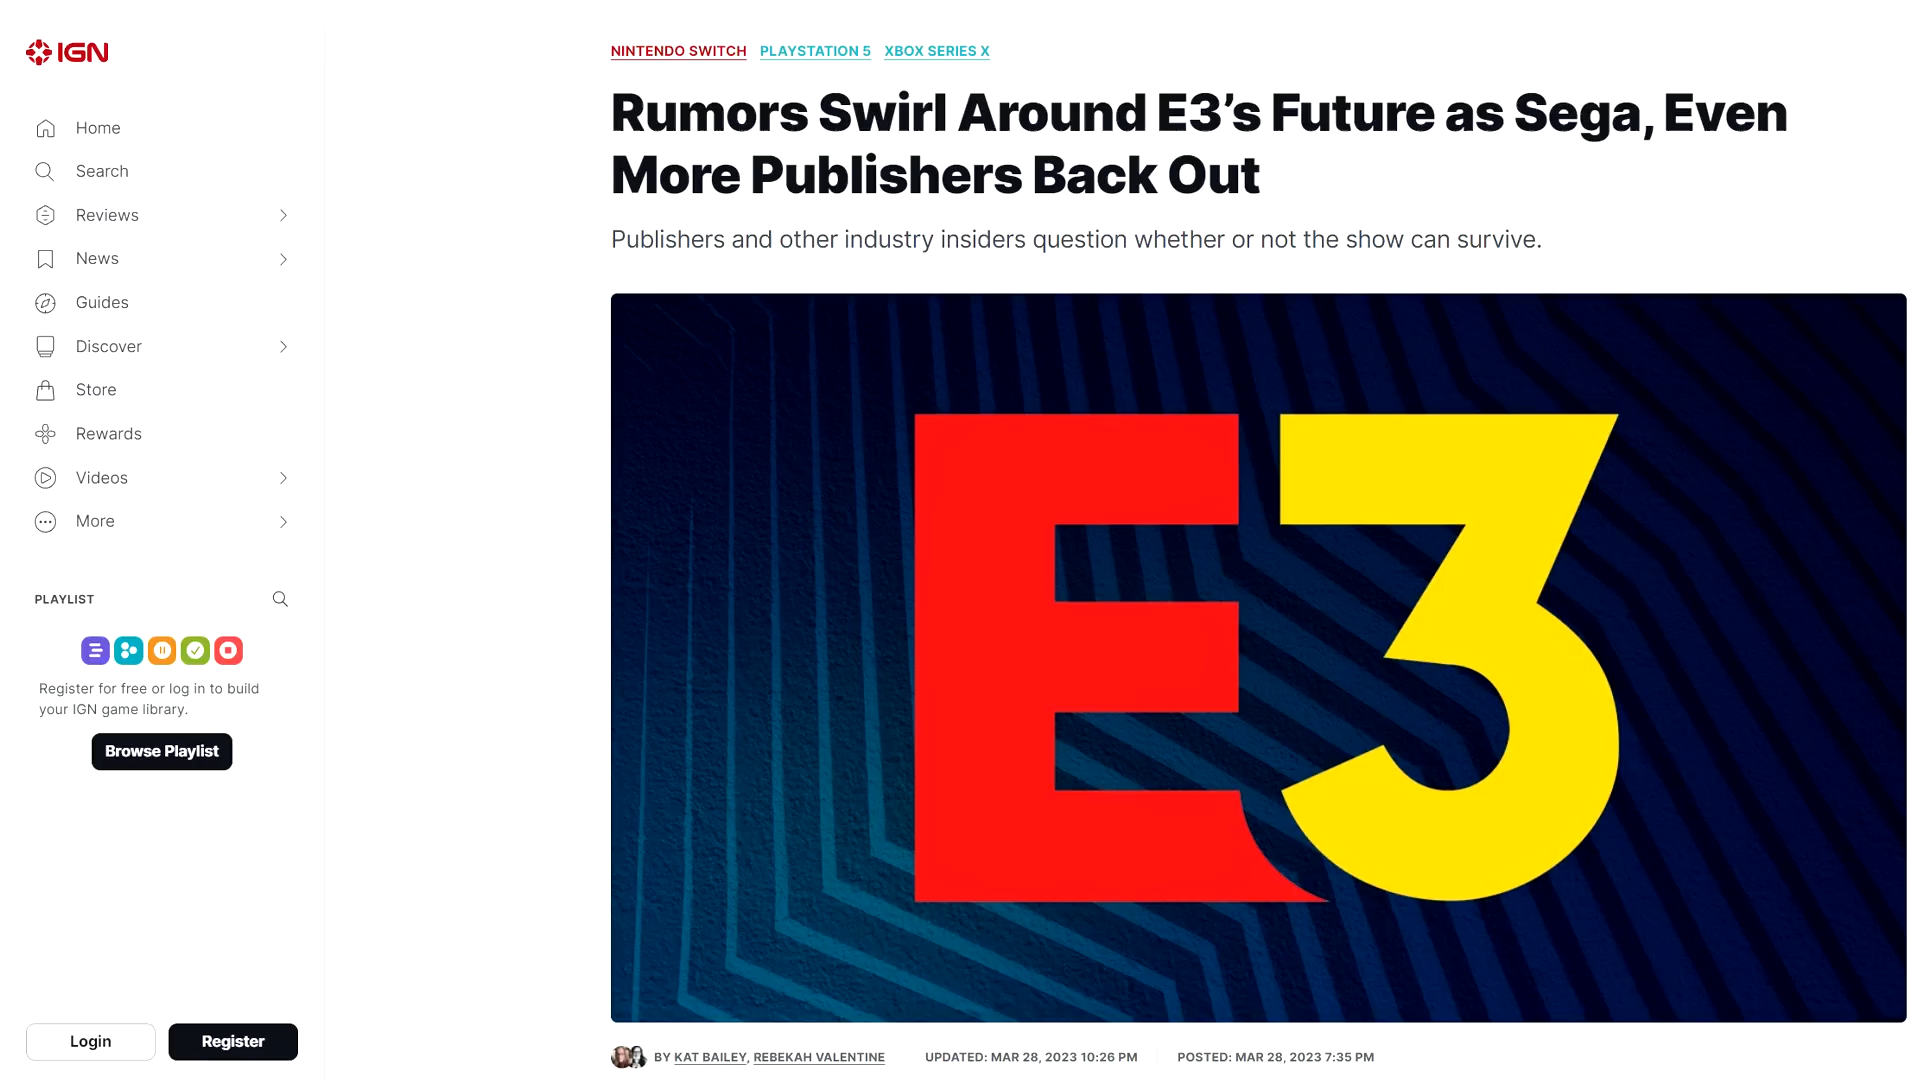 IGN
Home
Search
Reviews
News
Guides
Discover
Store
Rewards
Videos
More
PLAYLIST
Register for free or log in to build
your IGN game library.
Browse Playlist
Login
Register
NINTENDO SWITCH PLAYSTATION 5 XBOX SERIES X
Rumors Swirl Around E3’s Future as Sega, Even
More Publishers Back Out
Publishers and other industry insiders question whether or not the show can survive.
E3
BY KAT BAILEY, REBEKAH VALENTINE UPDATED: MAR 28, 2023 10:26 PM POSTED: MAR 28, 2023 7:35 PM